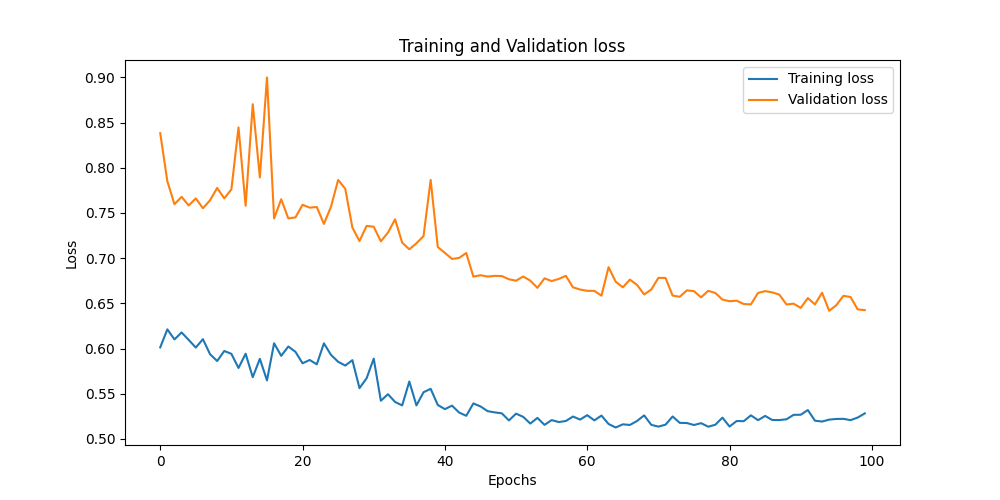 Training and Validation loss
Training loss
Validation loss
0.90
0.85
0.80
0.75
0.70
0.65
0.60
0.55
0.50
Loss
0 20 40 60 80 100
Epochs